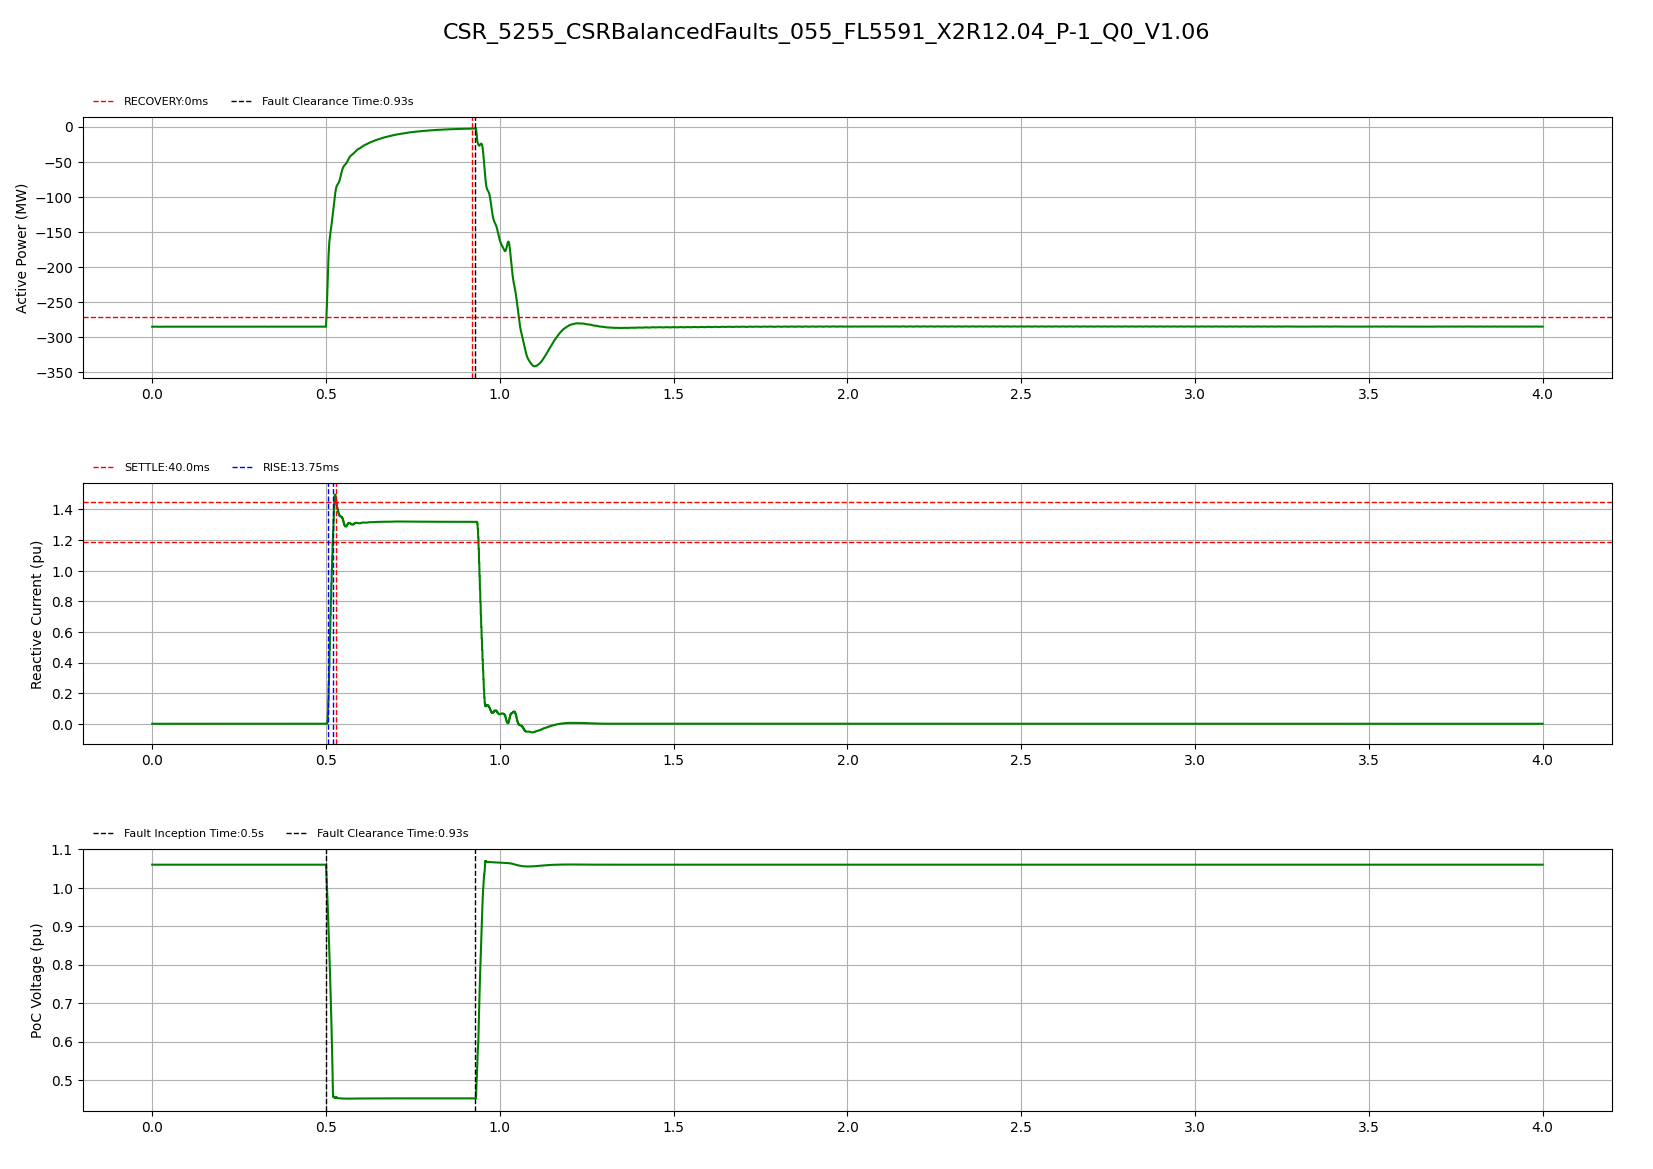 CSR_5255_CSRBalancedFaults_055_FL5591_X2R12.04_P-1_Q0_V1.06
RECOVERY:0ms Fault Clearance Time:0.93s
Active Power (MW)
0
−50
−100
−150
−200
−250
−300
−350
0.0 0.5 1.0 1.5 2.0 2.5 3.0 3.5 4.0
SETTLE:40.0ms RISE:13.75ms
Reactive Current (pu)
1.4
1.2
1.0
0.8
0.6
0.4
0.2
0.0
0.0 0.5 1.0 1.5 2.0 2.5 3.0 3.5 4.0
Fault Inception Time:0.5s Fault Clearance Time:0.93s
PoC Voltage (pu)
1.1
1.0
0.9
0.8
0.7
0.6
0.5
0.0 0.5 1.0 1.5 2.0 2.5 3.0 3.5 4.0